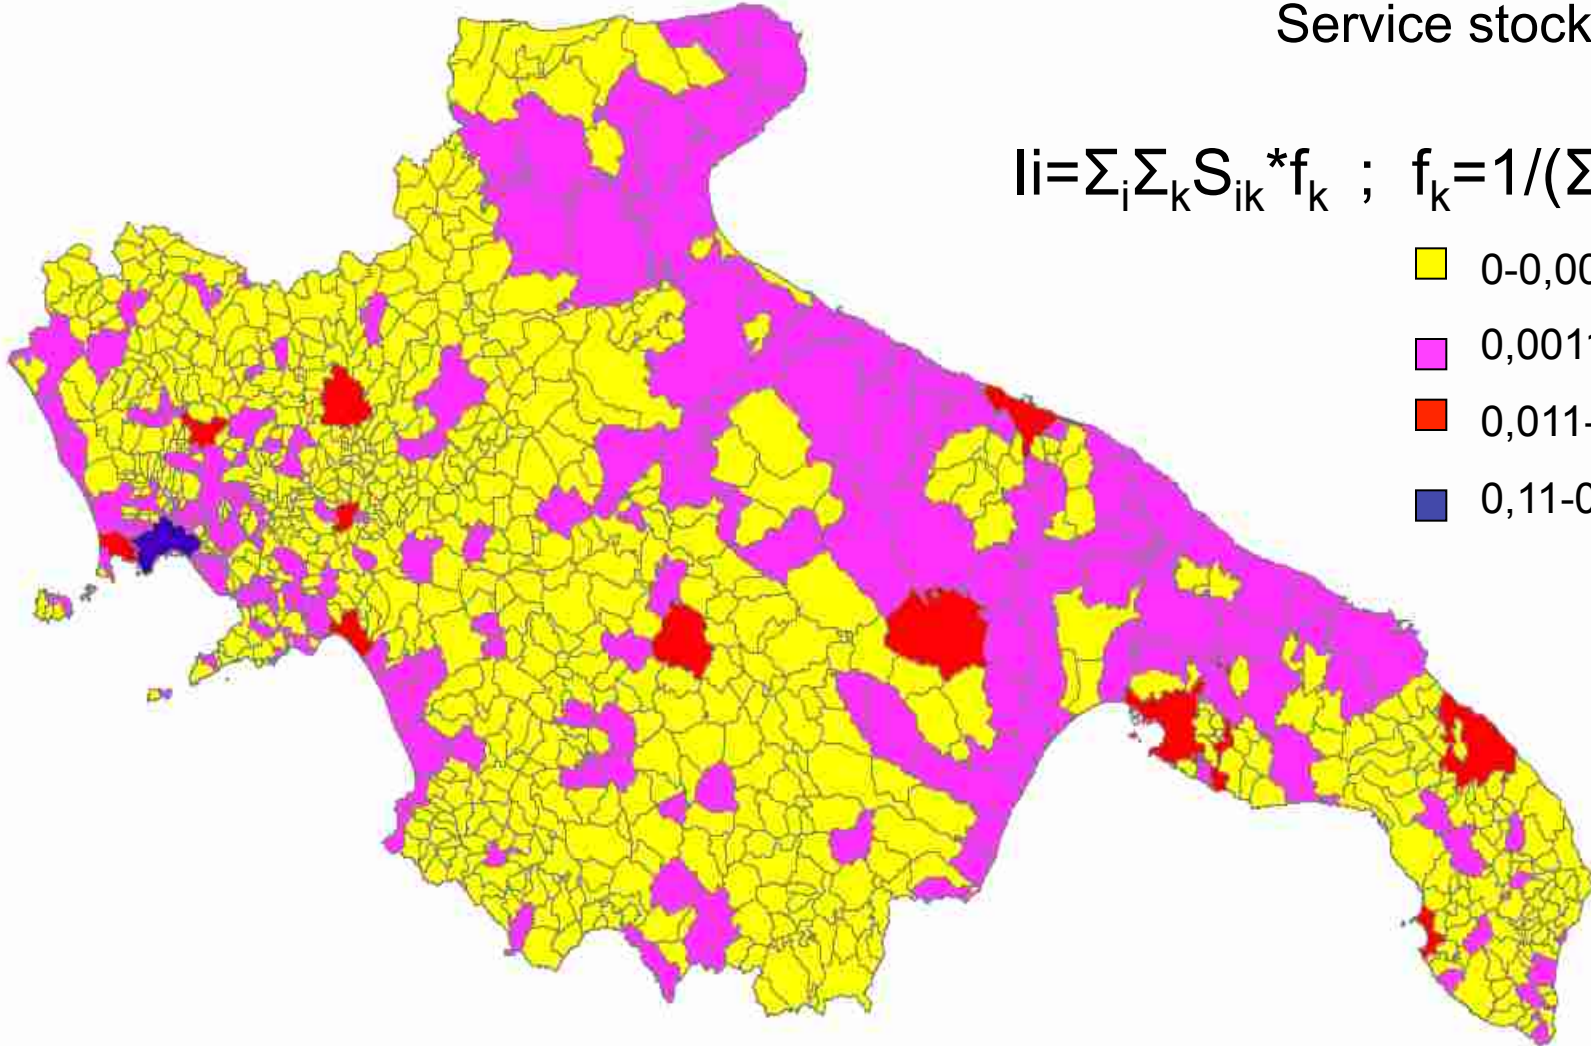 Service stock
Ii=ΣᵢΣₖSᵢₖ*fₖ ; fₖ=1/(Σ
0-0,00
0,001
0,011-
0,11-0